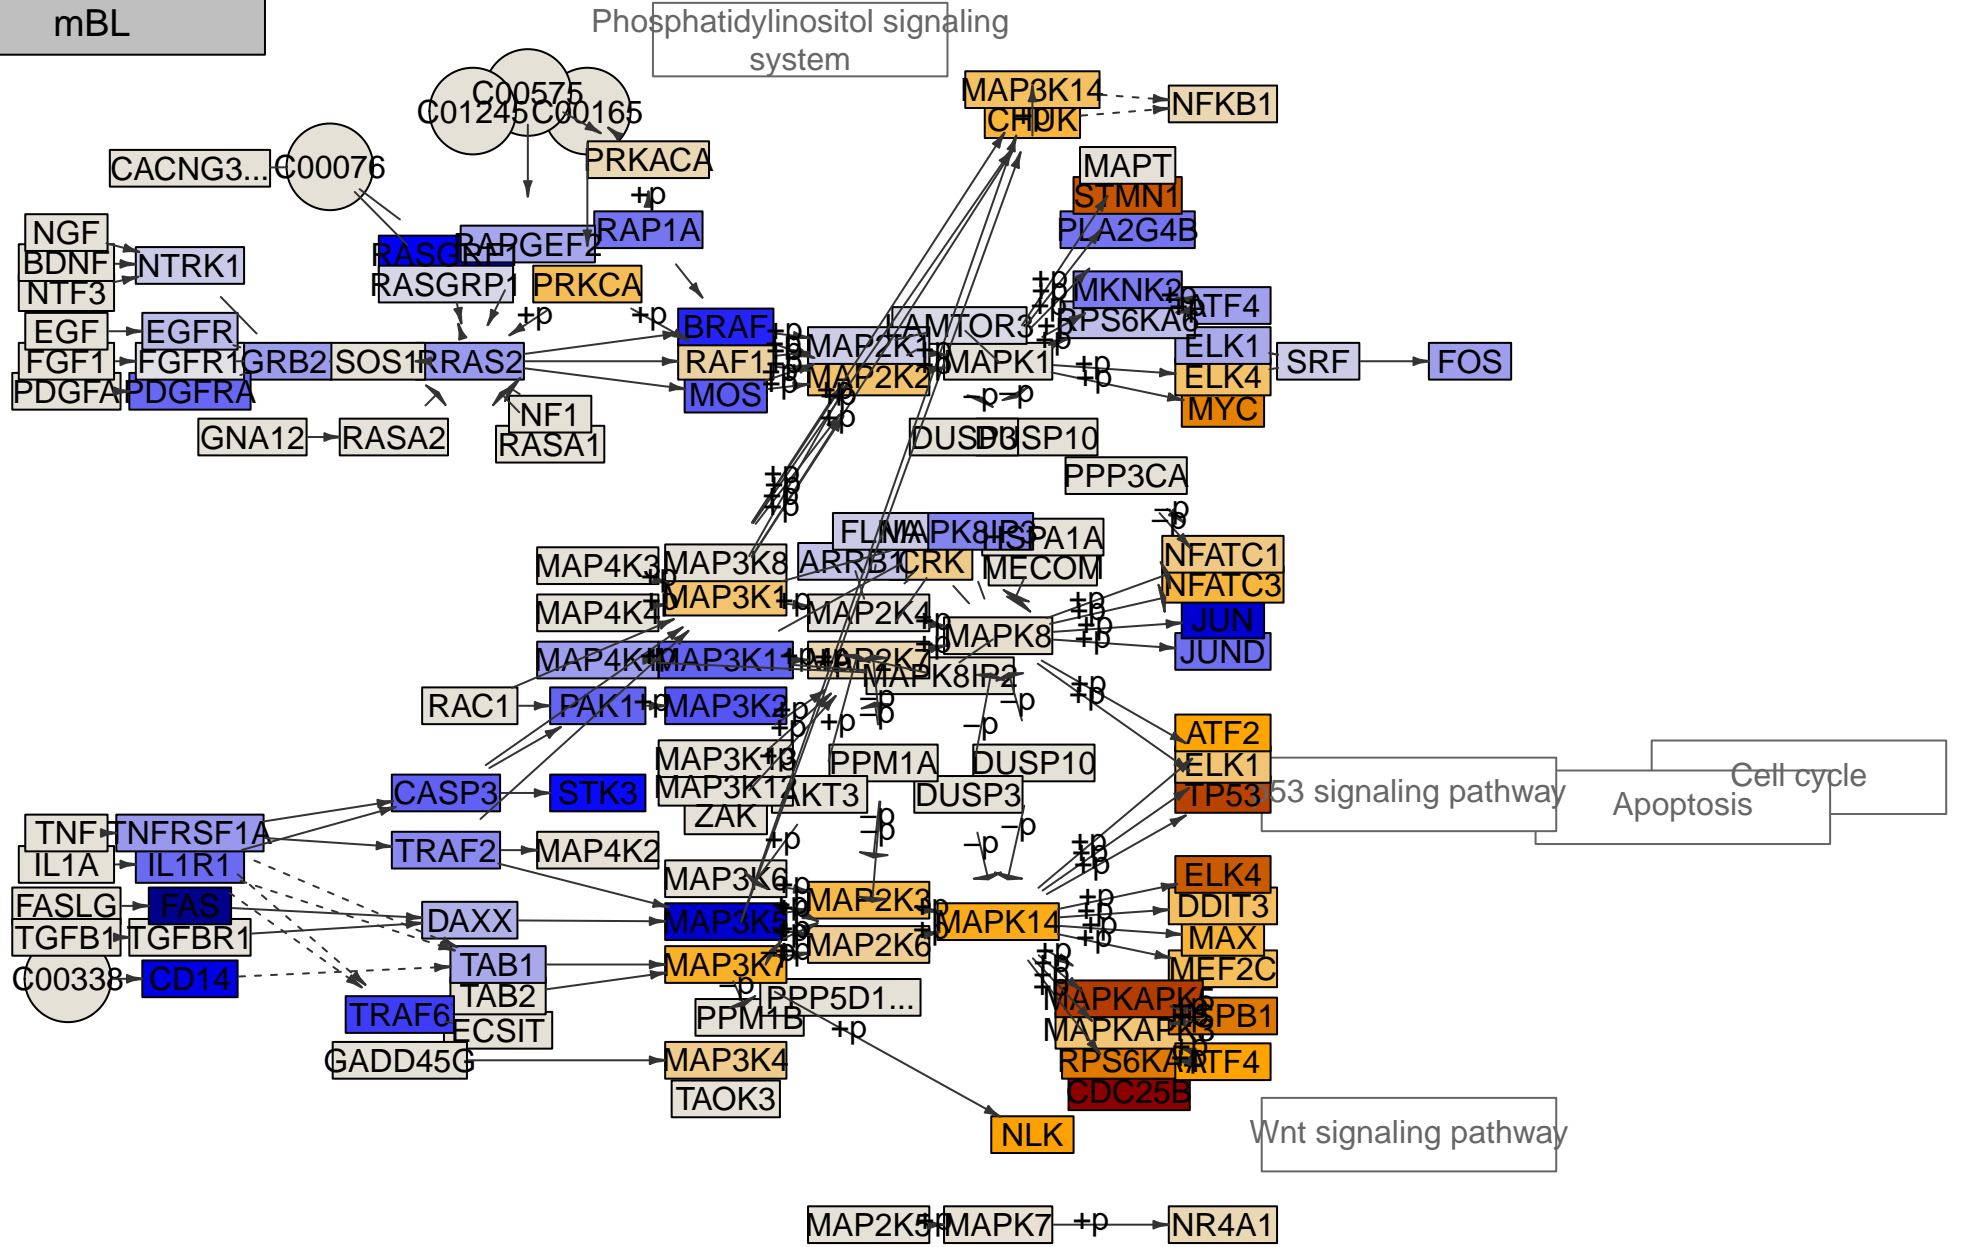 mBL
Phosphatidylinositol signaling
system
C00575
C01245
C00165
MAP3K14
CHUK
+p
NFKB1
CACNG3...
C00076
PRKACA
+p
MAPT
STMN1
PLA2G4B
NGF
BDNF
NTF3
NTRK1
RAPGEF2
RAP1A
RASGRP1
PRKCA
+p
+p
MKNK2
ATF4
EGF
EGFR
BRAF
LAMTOR3
FGF1
FGFR1
GRB2
SOS1
RRAS2
RAF1
MAP2K1
MAPK1
ELK1
SRF
FOS
PDGFA
PDGFRA
MOS
MAP2K2
ELK4
MYC
+p
+p
NF1
GNA12
RASA2
RASA1
DUSP3
DUSP10
−p
−p
PPP3CA
+p
+p
−p
−p
MAPK8IP3
HSPA1A
MAP4K3
MAP3K8
ARRB1
CRK
MECOM
NFATC1
NFATC3
MAP3K1
+p
MAP4K4
MAP2K4
MAPK8
+p
+p
+p
+p
JUN
JUND
MAP3K11
MAP2K7
MAPK8IP2
RAC1
PAK1
+p
MAP3K2
+p
+p
+p
−p
−p
−p
−p
+p
+p
ATF2
ELK1
TP53
PPM1A
DUSP10
MAP3K12
AKT3
DUSP3
ZAK
CASP3
STK3
p53 signaling pathway
Cell cycle
Apoptosis
TNF
TNFRSF1A
TRAF2
MAP4K2
IL1A
IL1R1
MAP3K6
+p
−p
−p
−p
−p
FASLG
FAS
DAXX
MAP3K5
MAP2K3
MAPK14
ELK4
DDIT3
TGFB1
TGFBR1
MAP2K6
MAX
MEF2C
C00338
CD14
TAB1
MAP3K7
TAB2
−p
PPP5D1...
TRAF6
ECSIT
PPM1B
+p
GADD45G
MAP3K4
TAOK3
ATF4
CDC25B
NLK
Wnt signaling pathway
MAP2K5
+p
MAPK7
+p
NR4A1